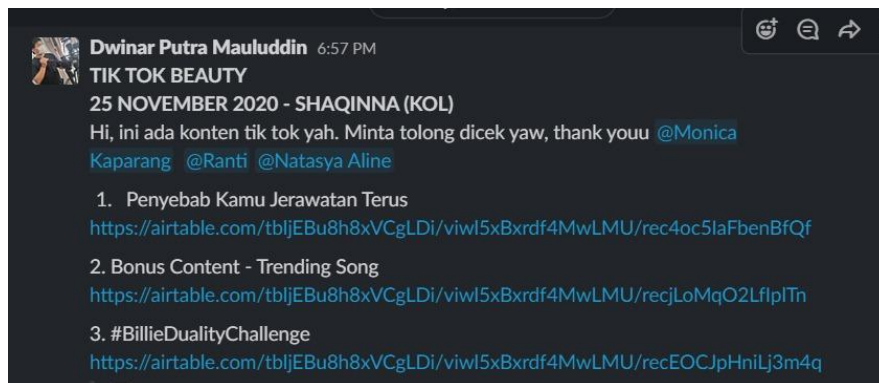 Dwinar Putra Mauluddin 6:57 PM
TIK TOK BEAUTY
25 NOVEMBER 2020 - SHAQINNA (KOL)
Hi, ini ada konten tik tok yah. Minta tolong dicek yaw, thank youu @Monica
Kaparang @Ranti @Natasya Aline
1. Penyebab Kamu Jerawatan Terus
https://airtable.com/tbljEBu8h8xVCgLDi/viwl5xBxrdf4MwLMU/rec4oc5IaFbenBfQf
2. Bonus Content - Trending Song
https://airtable.com/tbljEBu8h8xVCgLDi/viwl5xBxrdf4MwLMU/recjLoMqO2LfIplTn
3. #BillieDualityChallenge
https://airtable.com/tbljEBu8h8xVCgLDi/viwl5xBxrdf4MwLMU/recEOCJpHniLj3m4q